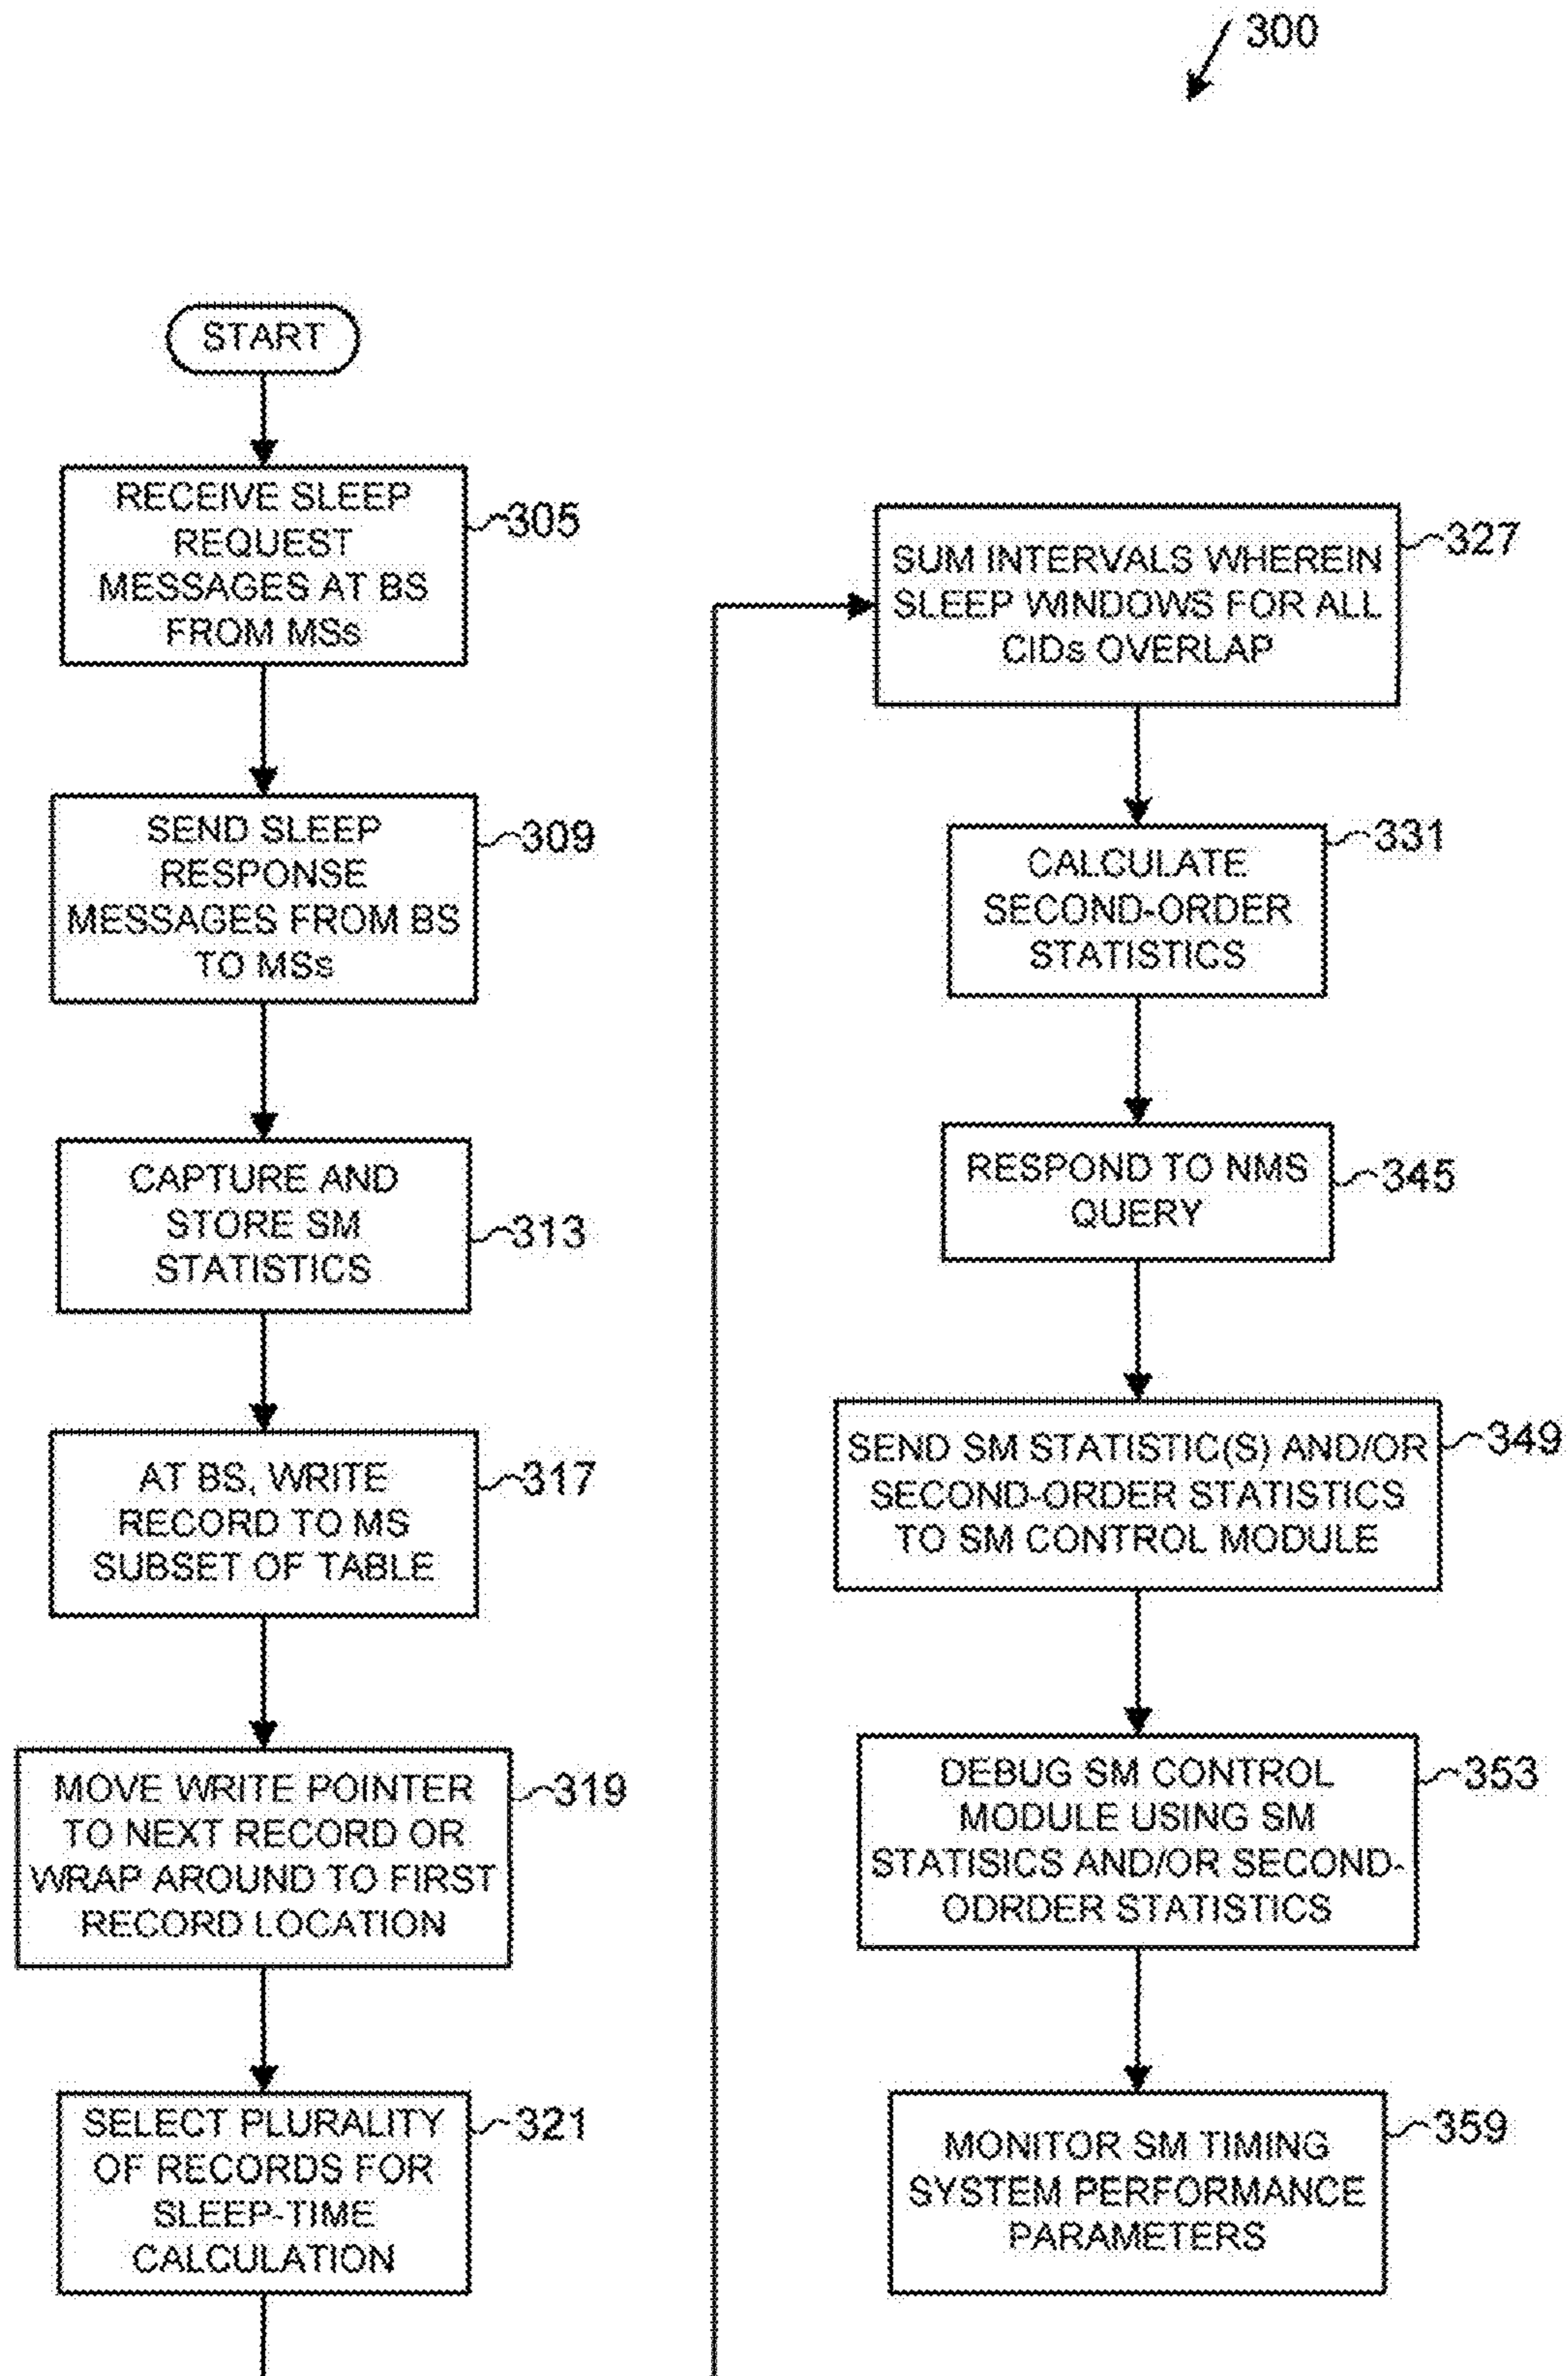 300
START
RECEIVE SLEEP
REQUEST
MESSAGES AT BS
FROM MSs
305
SEND SLEEP
RESPONSE
MESSAGES FROM BS
TO MSs
309
CAPTURE AND
STORE SM
STATISTICS
313
AT BS, WRITE
RECORD TO MS
SUBSET OF TABLE
317
MOVE WRITE POINTER
TO NEXT RECORD OR
WRAP AROUND TO FIRST
RECORD LOCATION
319
SELECT PLURALITY
OF RECORDS FOR
SLEEP-TIME
CALCULATION
321
SUM INTERVALS WHEREIN
SLEEP WINDOWS FOR ALL
CIDs OVERLAP
327
CALCULATE
SECOND-ORDER
STATISTICS
331
RESPOND TO NMS
QUERY
345
SEND SM STATISTIC(S) AND/OR
SECOND-ORDER STATISTICS
TO SM CONTROL MODULE
349
DEBUG SM CONTROL
MODULE USING SM
STATISICS AND/OR SECOND-
ODRDER STATISTICS
353
MONITOR SM TIMING
SYSTEM PERFORMANCE
PARAMETERS
359